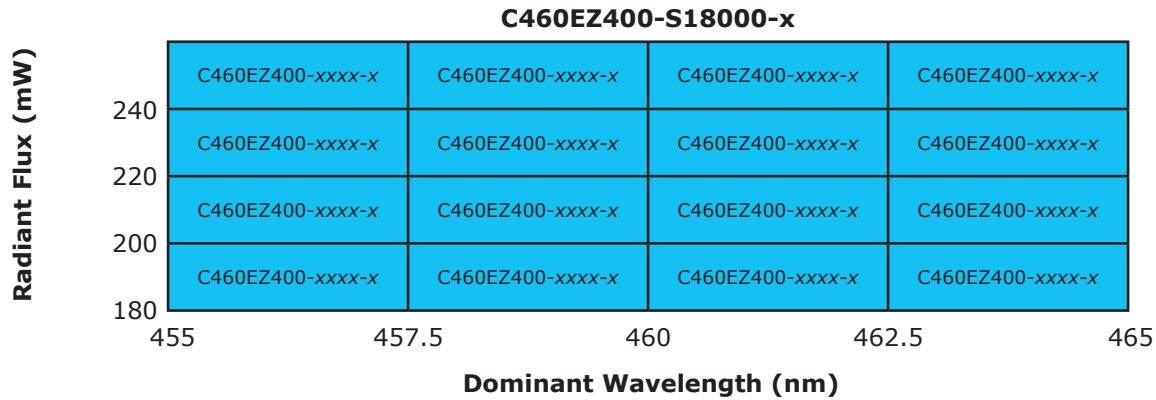 C460EZ400-S18000-x
Radiant Flux (mW)
C460EZ400-xxxx-x C460EZ400-xxxx-x C460EZ400-xxxx-x C460EZ400-xxxx-x
240
C460EZ400-xxxx-x C460EZ400-xxxx-x C460EZ400-xxxx-x C460EZ400-xxxx-x
220
C460EZ400-xxxx-x C460EZ400-xxxx-x C460EZ400-xxxx-x C460EZ400-xxxx-x
200
C460EZ400-xxxx-x C460EZ400-xxxx-x C460EZ400-xxxx-x C460EZ400-xxxx-x
180
455 457.5 460 462.5 465
Dominant Wavelength (nm)